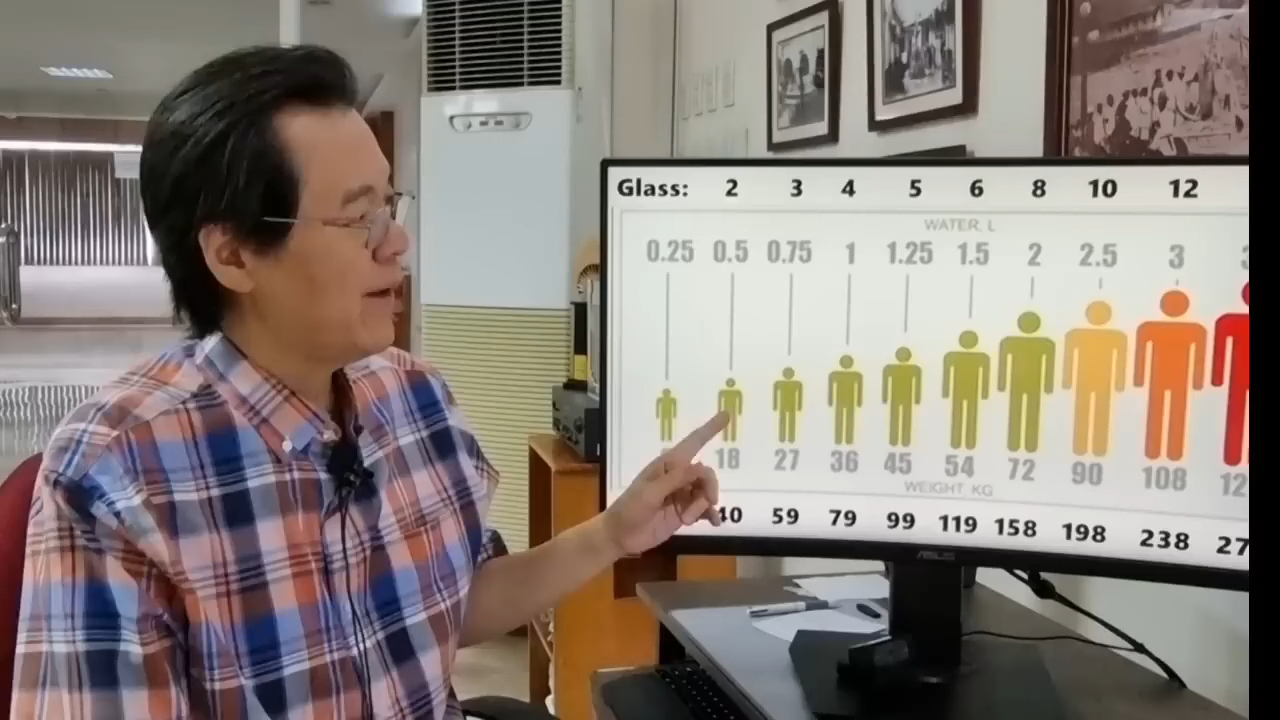 Glass: 2 3 4 5 6 8 10 12
WATER, L
0.25 0.5 0.75 1 1.25 1.5 2 2.5 3
18 27 36 45 54 72 90 108
WEIGHT KG
40 59 79 99 119 158 198 238
ASUS